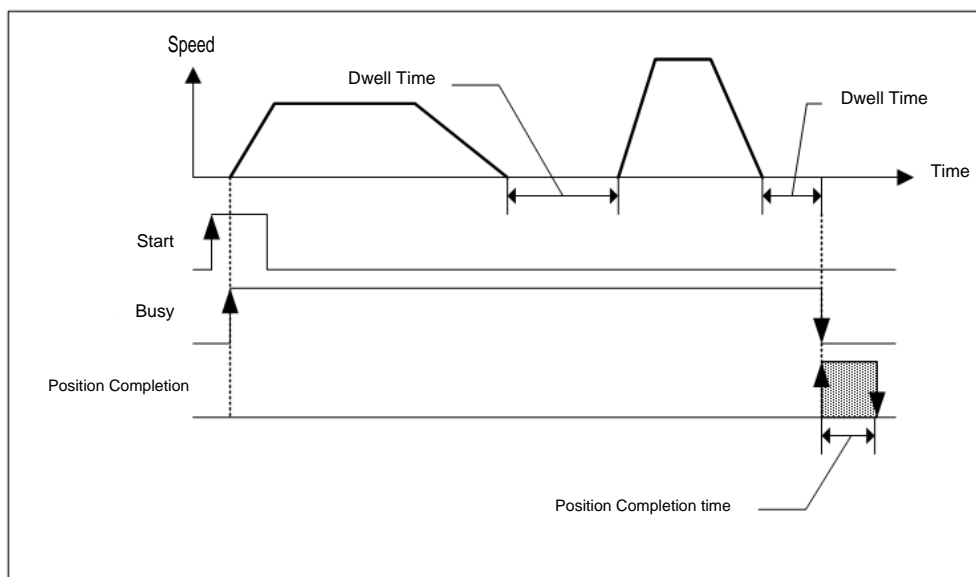 Speed
Dwell Time
Dwell Time
Time
Start
Busy
Position Completion
Position Completion time